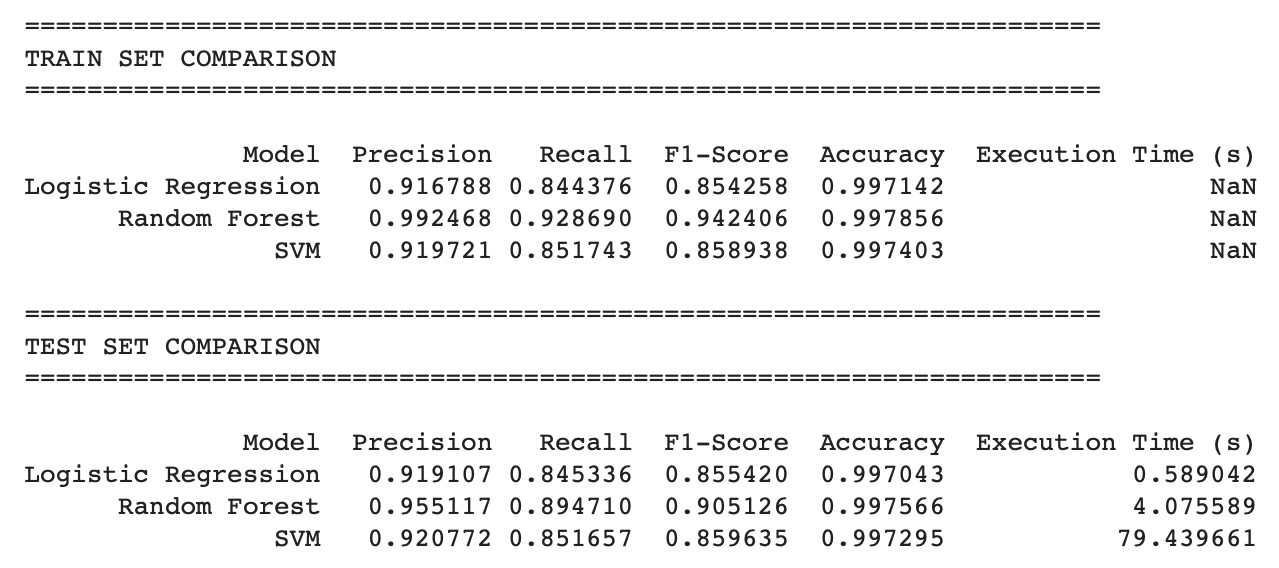 =====================================================================
TRAIN SET COMPARISON
=====================================================================
Model Precision Recall F1-Score Accuracy Execution Time (s)
Logistic Regression 0.916788 0.844376 0.854258 0.997142 NaN
Random Forest 0.992468 0.928690 0.942406 0.997856 NaN
SVM 0.919721 0.851743 0.858938 0.997403 NaN
=====================================================================
TEST SET COMPARISON
=====================================================================
Model Precision Recall F1-Score Accuracy Execution Time (s)
Logistic Regression 0.919107 0.845336 0.855420 0.997043 0.589042
Random Forest 0.955117 0.894710 0.905126 0.997566 4.075589
SVM 0.920772 0.851657 0.859635 0.997295 79.439661